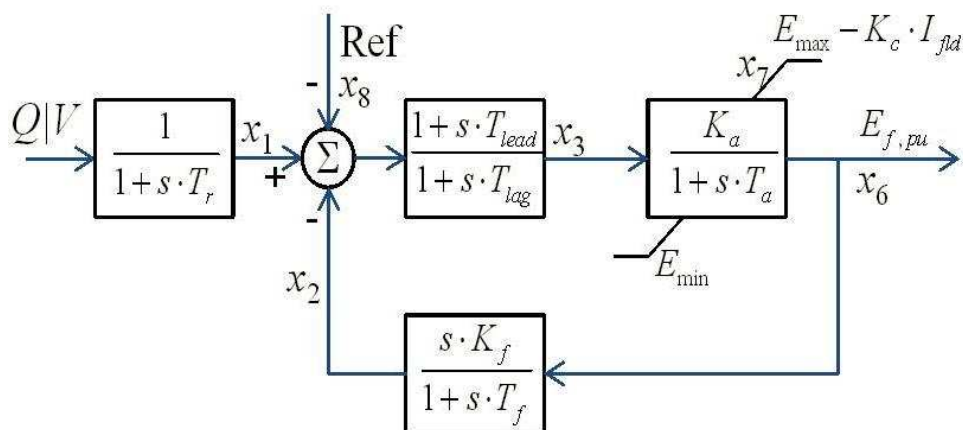 Ref
E_max − K_c · I_fld
- x_8
x_7
Q|V
1
1 + s · T_r
x_1
+
Σ
-
1 + s · T_lead
1 + s · T_lag
x_3
K_a
1 + s · T_a
E_f,pu
x_6
E_min
x_2
s · K_f
1 + s · T_f